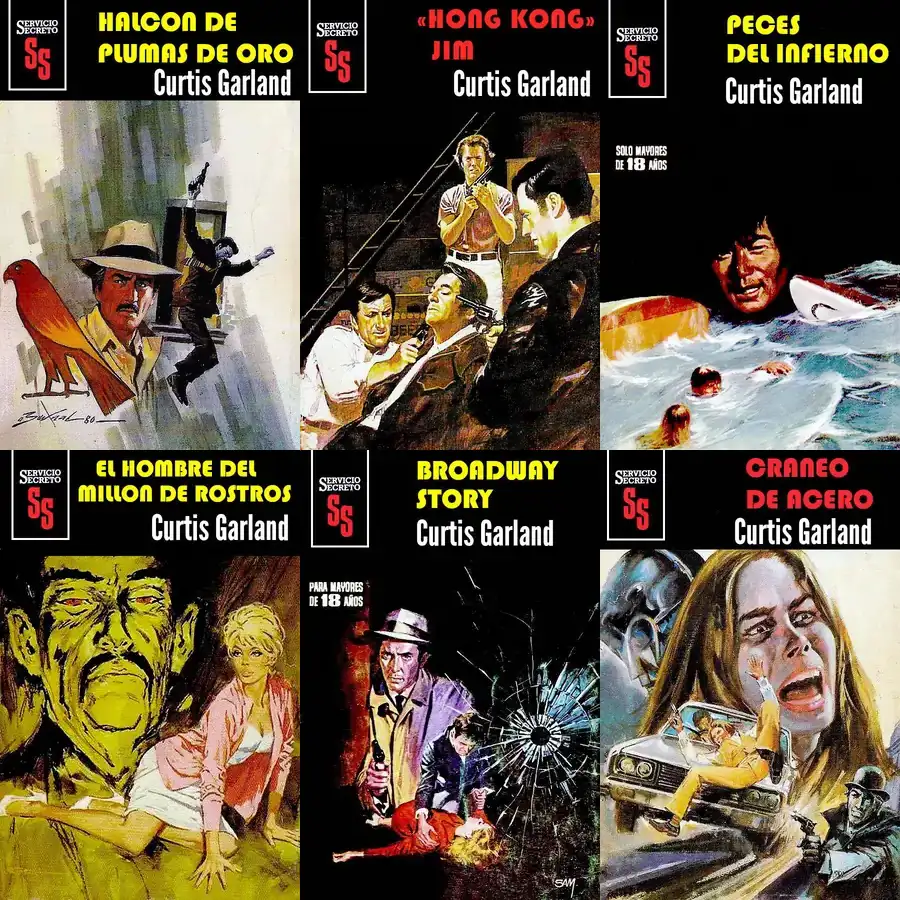 SERVICIO
SECRETO
SS
HALCON DE
PLUMAS DE ORO
Curtis Garland
SERVICIO
SECRETO
SS
«HONG KONG»
JIM
Curtis Garland
SERVICIO
SECRETO
SS
PECES
DEL INFIERNO
Curtis Garland
SOLO MAYORES
DE 18 AÑOS
SERVICIO
SECRETO
SS
EL HOMBRE DEL
MILLON DE ROSTROS
Curtis Garland
SERVICIO
SECRETO
SS
BROADWAY
STORY
Curtis Garland
PARA MAYORES
DE 18 AÑOS
SAM
SERVICIO
SECRETO
SS
CRANEO
DE ACERO
Curtis Garland